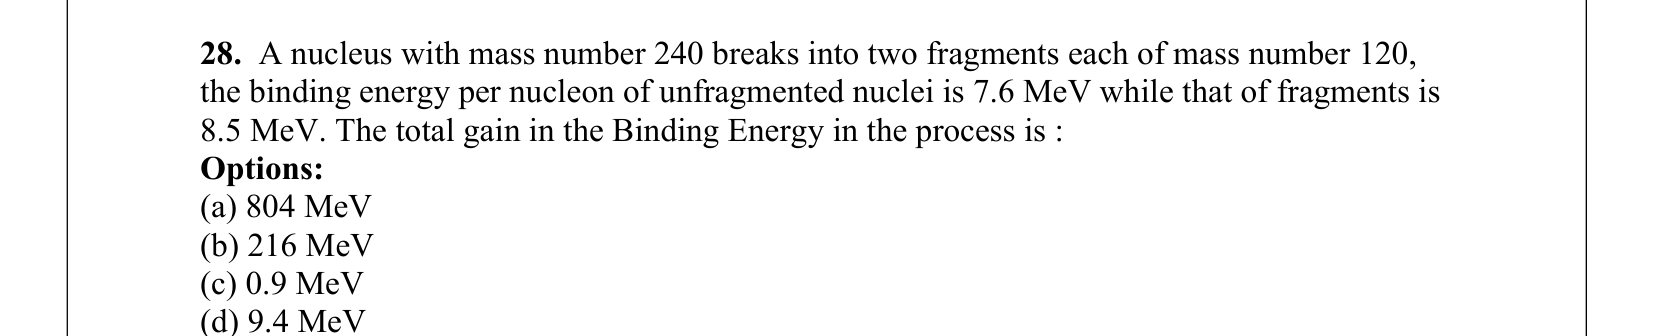 28. A nucleus with mass number 240 breaks into two fragments each of mass number 120,
the binding energy per nucleon of unfragmented nuclei is 7.6 MeV while that of fragments is
8.5 MeV. The total gain in the Binding Energy in the process is :
Options:
(a) 804 MeV
(b) 216 MeV
(c) 0.9 MeV
(d) 9.4 MeV